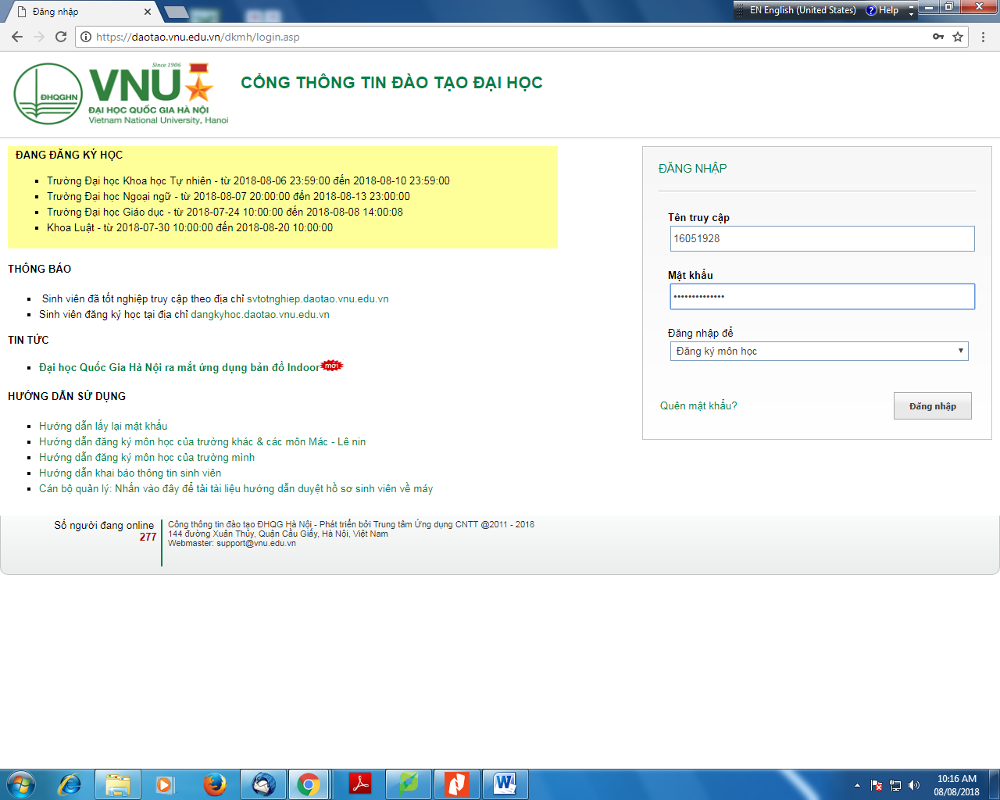 Đăng nhập
EN English (United States) Help
https://daotao.vnu.edu.vn/dkmh/login.asp
Since 1906
ĐHQGHN
VNU
ĐẠI HỌC QUỐC GIA HÀ NỘI
Vietnam National University, Hanoi
CỔNG THÔNG TIN ĐÀO TẠO ĐẠI HỌC
ĐANG ĐĂNG KÝ HỌC
Trường Đại học Khoa học Tự nhiên - từ 2018-08-06 23:59:00 đến 2018-08-10 23:59:00
Trường Đại học Ngoại ngữ - từ 2018-08-07 20:00:00 đến 2018-08-13 23:00:00
Trường Đại học Giáo dục - từ 2018-07-24 10:00:00 đến 2018-08-08 14:00:08
Khoa Luật - từ 2018-07-30 10:00:00 đến 2018-08-20 10:00:00
THÔNG BÁO
Sinh viên đã tốt nghiệp truy cập theo địa chỉ svtotnghiep.daotao.vnu.edu.vn
Sinh viên đăng ký học tại địa chỉ dangkyhoc.daotao.vnu.edu.vn
TIN TỨC
Đại học Quốc Gia Hà Nội ra mắt ứng dụng bản đồ Indoor mới
HƯỚNG DẪN SỬ DỤNG
Hướng dẫn lấy lại mật khẩu
Hướng dẫn đăng ký môn học của trường khác & các môn Mác - Lê nin
Hướng dẫn đăng ký môn học của trường mình
Hướng dẫn khai báo thông tin sinh viên
Cán bộ quản lý: Nhấn vào đây để tải tài liệu hướng dẫn duyệt hồ sơ sinh viên về máy
ĐĂNG NHẬP
Tên truy cập
16051928
Mật khẩu
••••••••••••••
Đăng nhập để
Đăng ký môn học
Quên mật khẩu?
Đăng nhập
Số người đang online
277
Cổng thông tin đào tạo ĐHQG Hà Nội - Phát triển bởi Trung tâm Ứng dụng CNTT @2011 - 2018
144 đường Xuân Thủy, Quận Cầu Giấy, Hà Nội, Việt Nam
Webmaster: support@vnu.edu.vn
10:16 AM
08/08/2018